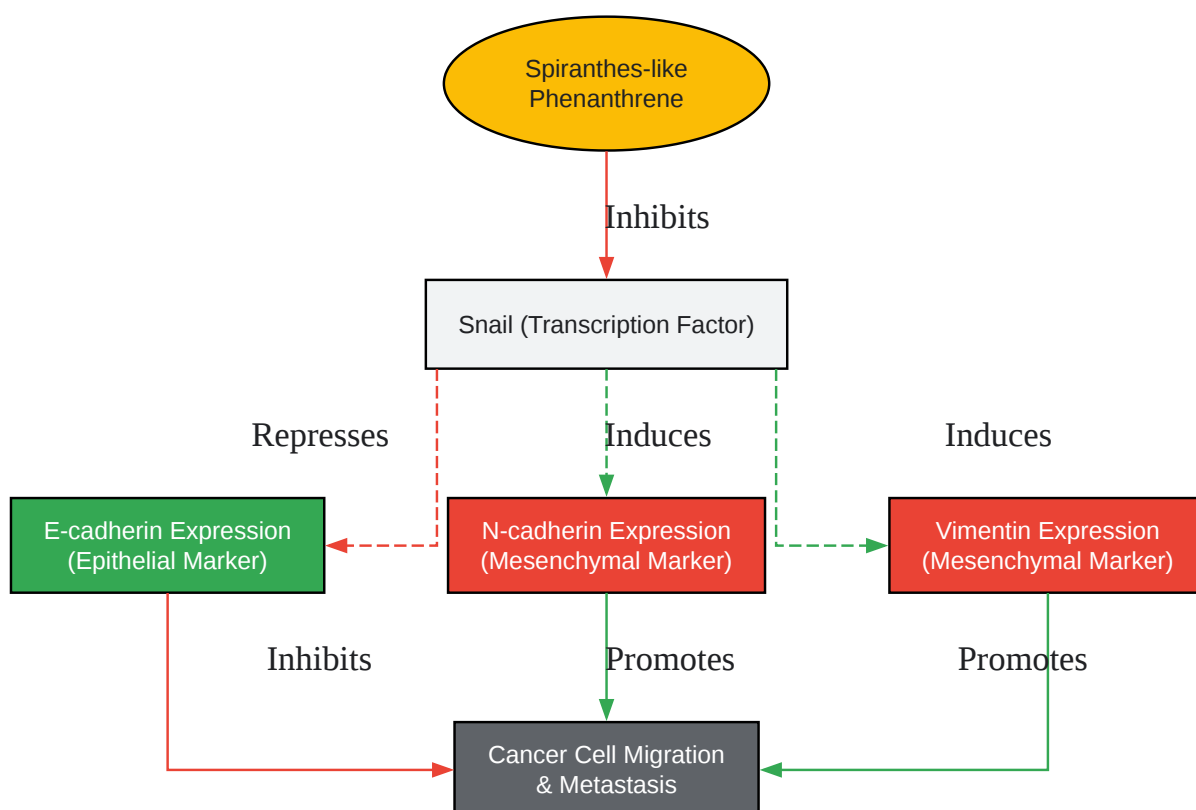 Spiranthes-like
Phenanthrene
Inhibits
Snail (Transcription Factor)
Represses
Induces
Induces
E-cadherin Expression
(Epithelial Marker)
N-cadherin Expression
(Mesenchymal Marker)
Vimentin Expression
(Mesenchymal Marker)
Inhibits
Promotes
Promotes
Cancer Cell Migration
& Metastasis